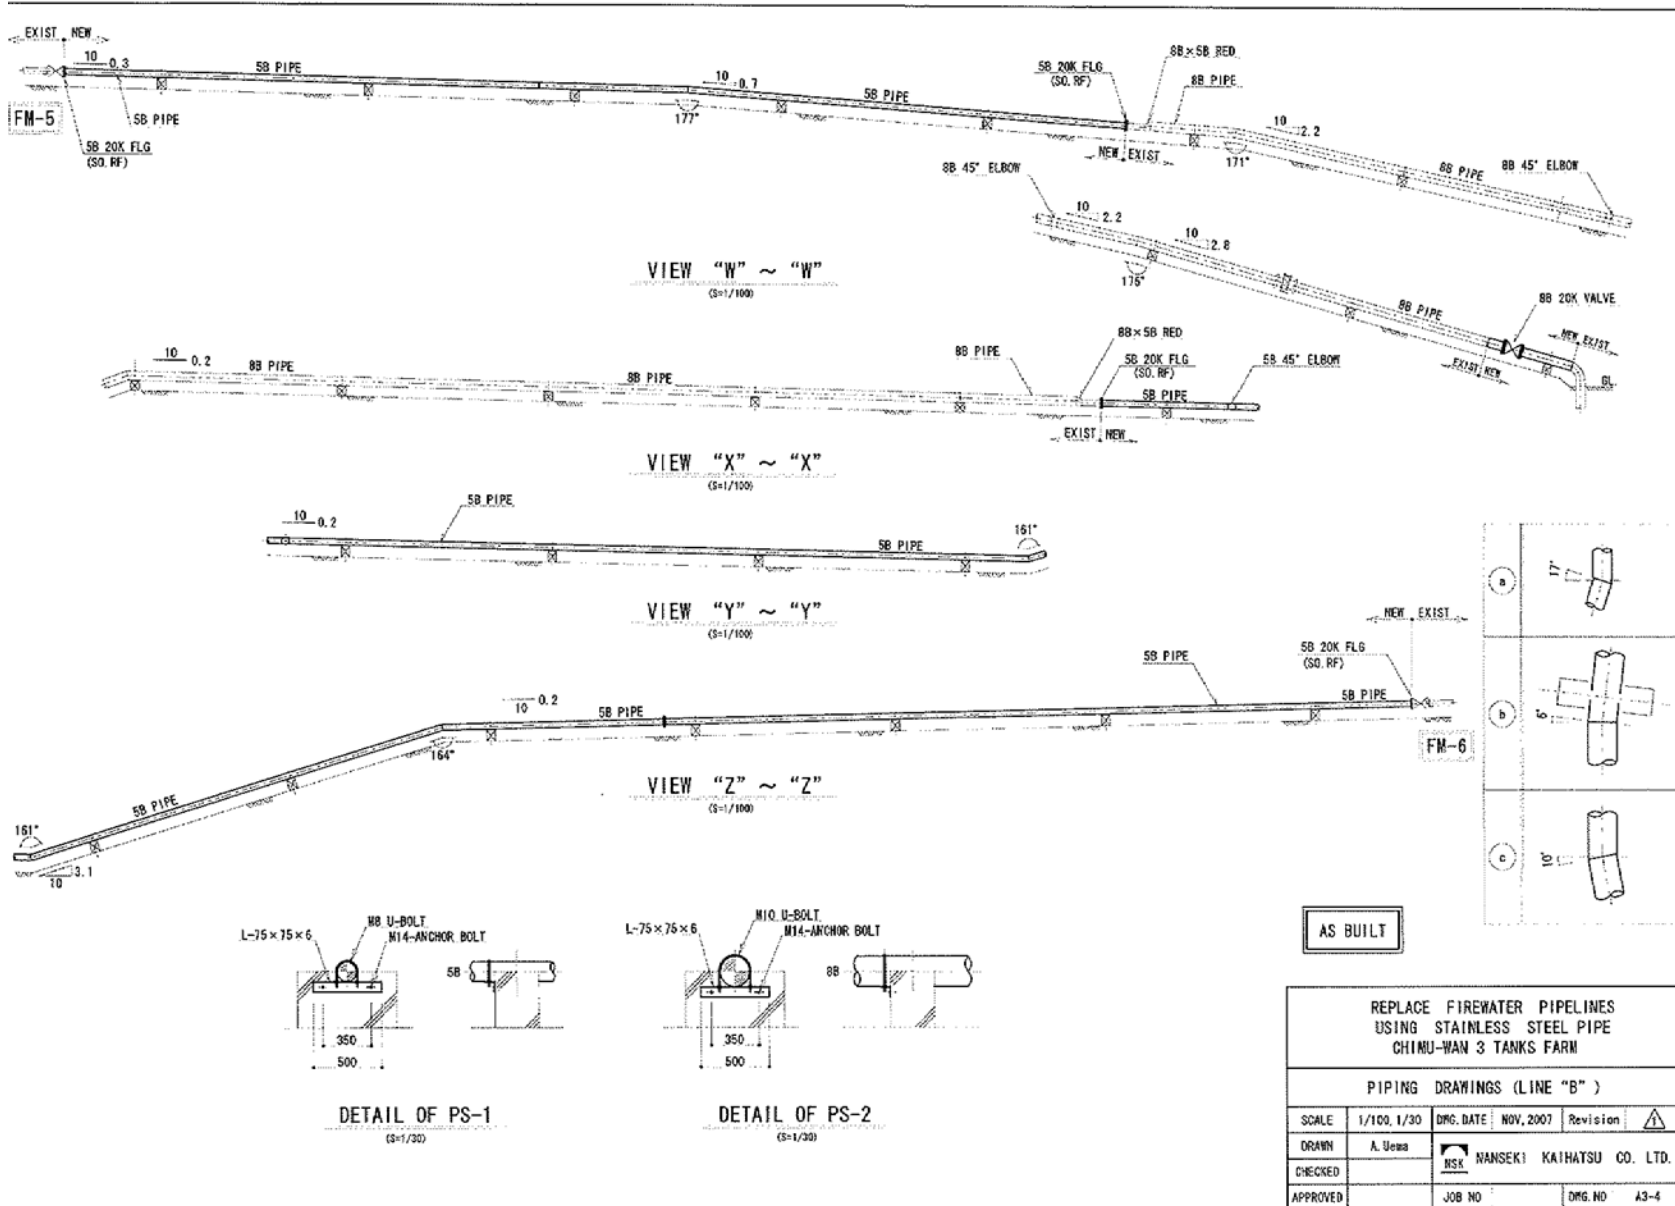 EXIST NEW
10
0.3
5B PIPE
5B PIPE
5B 20K FLG
(SO.RF)
FM-5
10
0.7
177°
5B PIPE
5B 20K FLG
(SO.RF)
8B×5B RED
8B PIPE
NEW EXIST
10
2.2
171°
8B PIPE
8B 45° ELBOW
8B 45° ELBOW
10
2.2
10
2.8
175°
8B PIPE
8B 20K VALVE
NEW EXIST
EXIST NEW
GL
VIEW "W" ~ "W"
(S=1/100)
10
0.2
8B PIPE
8B PIPE
8B PIPE
8B×5B RED
5B 20K FLG
(SO.RF)
5B 45° ELBOW
5B PIPE
EXIST NEW
VIEW "X" ~ "X"
(S=1/100)
10
0.2
5B PIPE
5B PIPE
161°
VIEW "Y" ~ "Y"
(S=1/100)
161°
10
3.1
5B PIPE
164°
0.2
10
5B PIPE
5B PIPE
5B PIPE
NEW EXIST
5B 20K FLG
(SO.RF)
FM-6
VIEW "Z" ~ "Z"
(S=1/100)
a
17°
b
6°
c
10°
L-75×75×6
M8 U-BOLT
M14-ANCHOR BOLT
350
500
5B
DETAIL OF PS-1
(S=1/30)
L-75×75×6
M10 U-BOLT
M14-ANCHOR BOLT
350
500
8B
DETAIL OF PS-2
(S=1/30)
AS BUILT
REPLACE FIREWATER PIPELINES
USING STAINLESS STEEL PIPE
CHIMU-WAN 3 TANKS FARM
PIPING DRAWINGS (LINE "B" )
SCALE 1/100, 1/30 DWG. DATE NOV, 2007 Revision 1
DRAWN A. Uema
NSK NANSEKI KAIHATSU CO. LTD.
CHECKED
APPROVED JOB NO DWG. NO A3-4